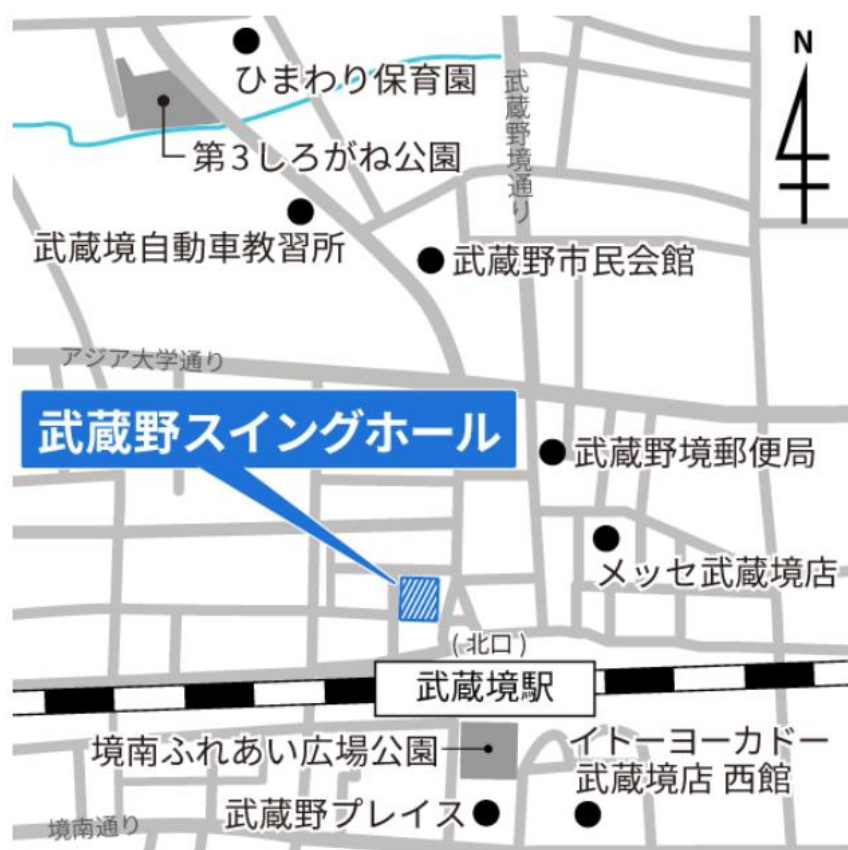 ひまわり保育園
N
武蔵野境通り
第3しろがね公園
武蔵境自動車教習所
武蔵野市民会館
アジア大学通り
武蔵野スイングホール
武蔵野境郵便局
メッセ武蔵境店
(北口)
武蔵境駅
境南ふれあい広場公園
イトーヨーカドー
武蔵境店 西館
武蔵野プレイス
境南通り